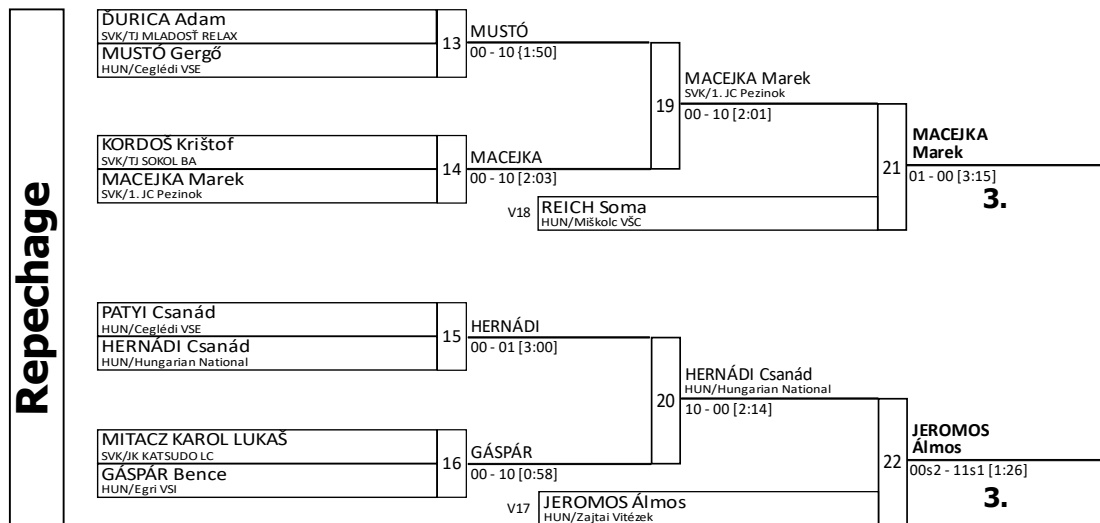 Repechage
ĎURICA Adam
SVK/TJ MLADOSŤ RELAX
13
MUSTÓ Gergő
HUN/Ceglédi VSE
MUSTÓ
00 - 10 {1:50]
KORDOŠ Krištof
SVK/TJ SOKOL BA
14
MACEJKA Marek
SVK/1. JC Pezinok
MACEJKA
00 - 10 [2:03]
19
MACEJKA Marek
SVK/1. JC Pezinok
00 - 10 [2:01]
V18
REICH Soma
HUN/Miškolc VŠC
21
MACEJKA
Marek
01 - 00 [3:15]
3.
PATYI Csanád
HUN/Ceglédi VSE
15
HERNÁDI Csanád
HUN/Hungarian National
HERNÁDI
00 - 01 [3:00]
MITACZ KAROL LUKAŠ
SVK/JK KATSUDO LC
16
GÁSPÁR Bence
HUN/Egri VSI
GÁSPÁR
00 - 10 [0:58]
20
HERNÁDI Csanád
HUN/Hungarian National
10 - 00 [2:14]
V17
JEROMOS Álmos
HUN/Zajtai Vitézek
22
JEROMOS
Álmos
00s2 - 11s1 [1:26]
3.